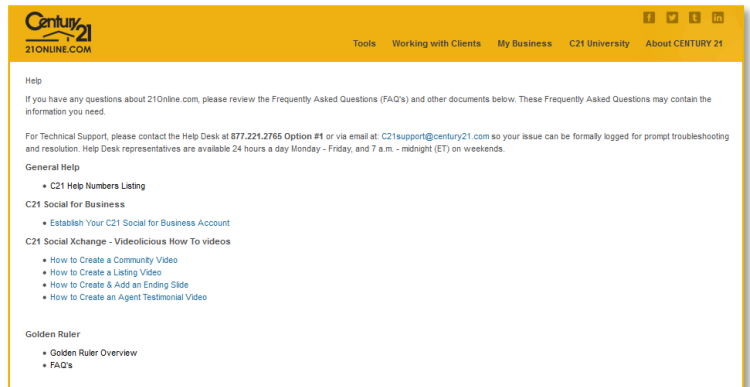 Century 21
21ONLINE.COM
f t in
Tools Working with Clients My Business C21 University About CENTURY 21
Help
If you have any questions about 21Online.com, please review the Frequently Asked Questions (FAQ's) and other documents below. These Frequently Asked Questions may contain the
information you need.
For Technical Support, please contact the Help Desk at 877.221.2765 Option #1 or via email at: C21support@century21.com so your issue can be formally logged for prompt troubleshooting
and resolution. Help Desk representatives are available 24 hours a day Monday - Friday, and 7 a.m. - midnight (ET) on weekends.
General Help
• C21 Help Numbers Listing
C21 Social for Business
• Establish Your C21 Social for Business Account
C21 Social Xchange - Videolicious How To videos
• How to Create a Community Video
• How to Create a Listing Video
• How to Create & Add an Ending Slide
• How to Create an Agent Testimonial Video
Golden Ruler
• Golden Ruler Overview
• FAQ's